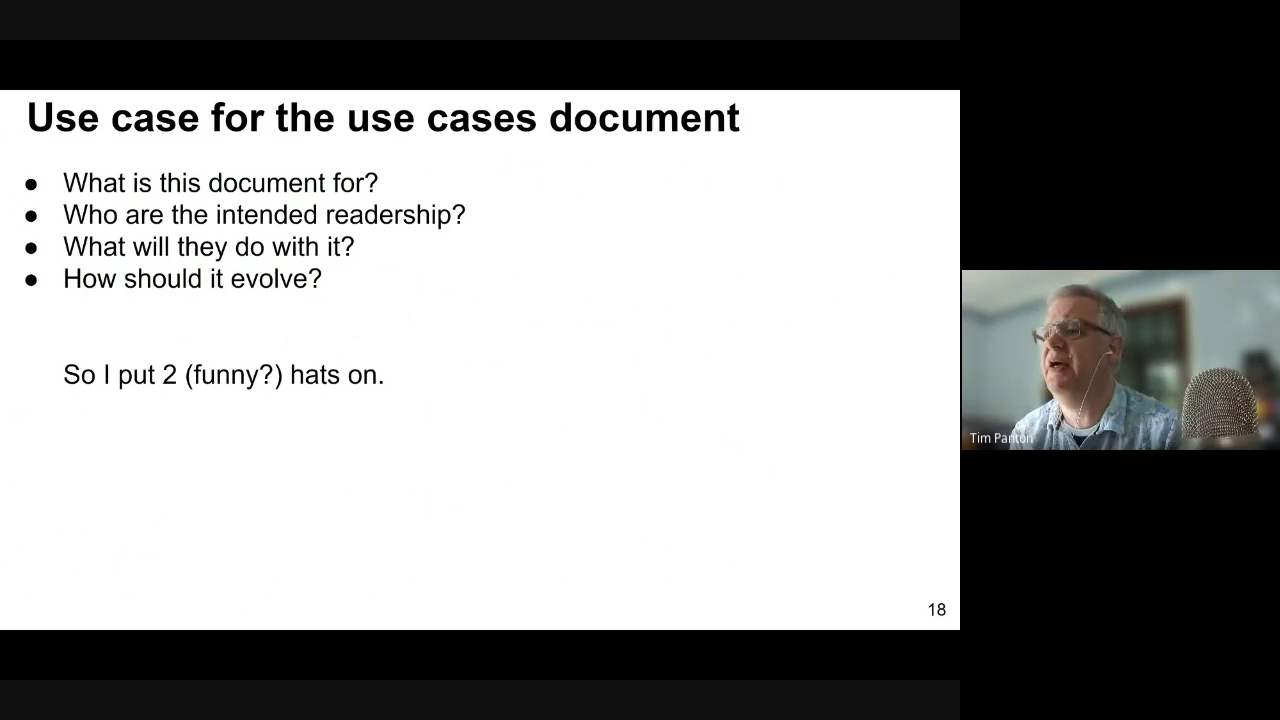 Use case for the use cases document
● What is this document for?
● Who are the intended readership?
● What will they do with it?
● How should it evolve?
So I put 2 (funny?) hats on.
18
Tim Panton